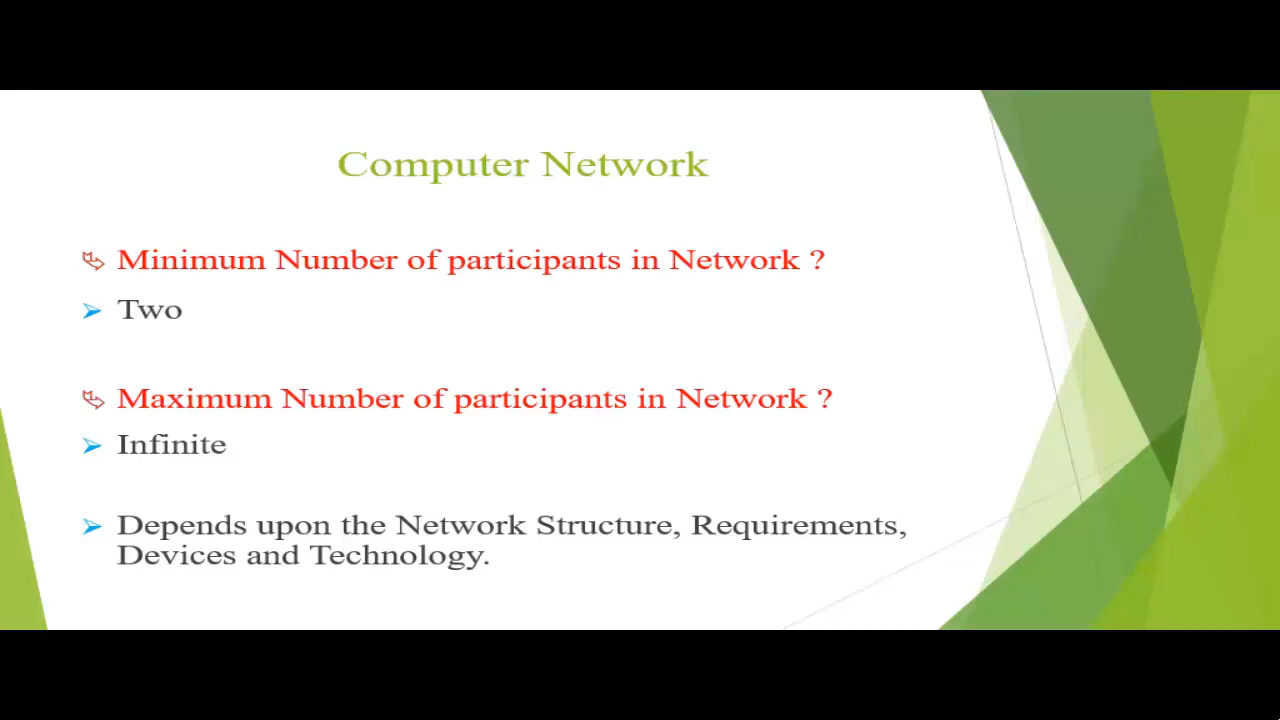 Computer Network
Minimum Number of participants in Network ?
Two
Maximum Number of participants in Network ?
Infinite
Depends upon the Network Structure, Requirements,
Devices and Technology.